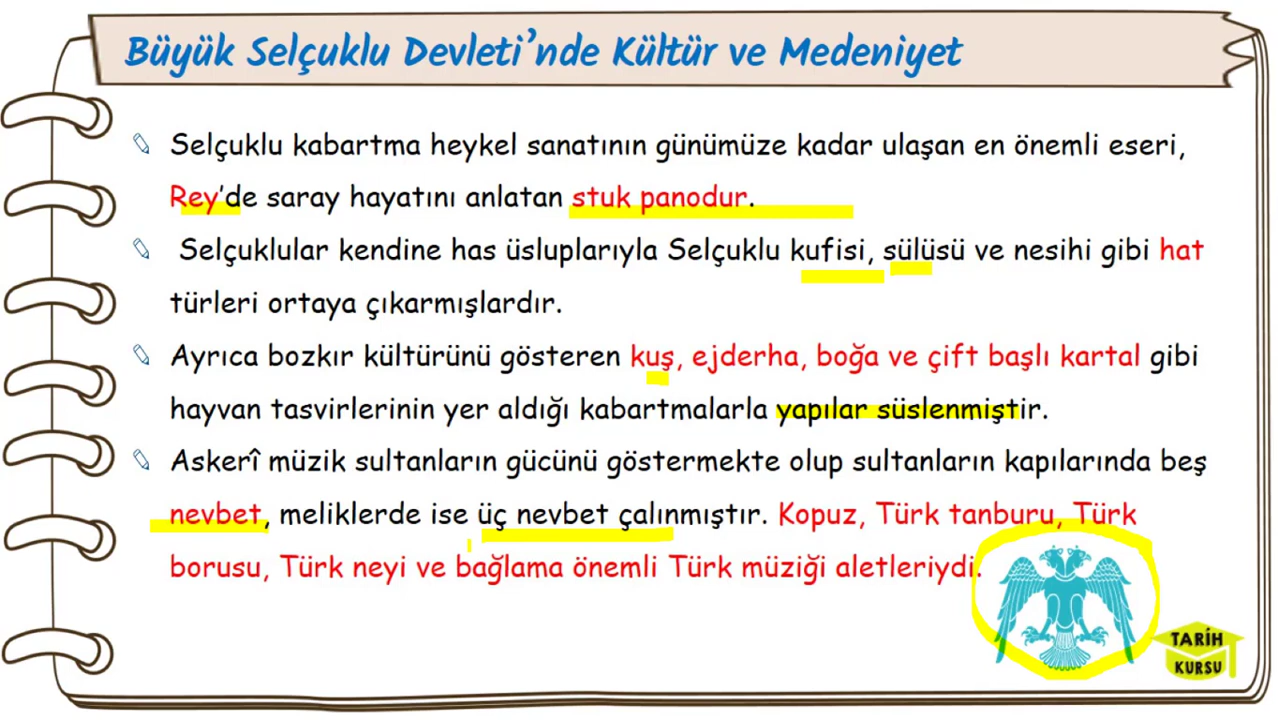 Büyük Selçuklu Devleti'nde Kültür ve Medeniyet
Selçuklu kabartma heykel sanatının günümüze kadar ulaşan en önemli eseri,
Rey'de saray hayatını anlatan stuk panodur.
Selçuklular kendine has üsluplarıyla Selçuklu kufisi, sülüsü ve nesihi gibi hat
türleri ortaya çıkarmışlardır.
Ayrıca bozkır kültürünü gösteren kuş, ejderha, boğa ve çift başlı kartal gibi
hayvan tasvirlerinin yer aldığı kabartmalarla yapılar süslenmiştir.
Askerî müzik sultanların gücünü göstermekte olup sultanların kapılarında beş
nevbet, meliklerde ise üç nevbet çalınmıştır. Kopuz, Türk tanburu, Türk
borusu, Türk neyi ve bağlama önemli Türk müziği aletleriydi.
TARİH
KURSU